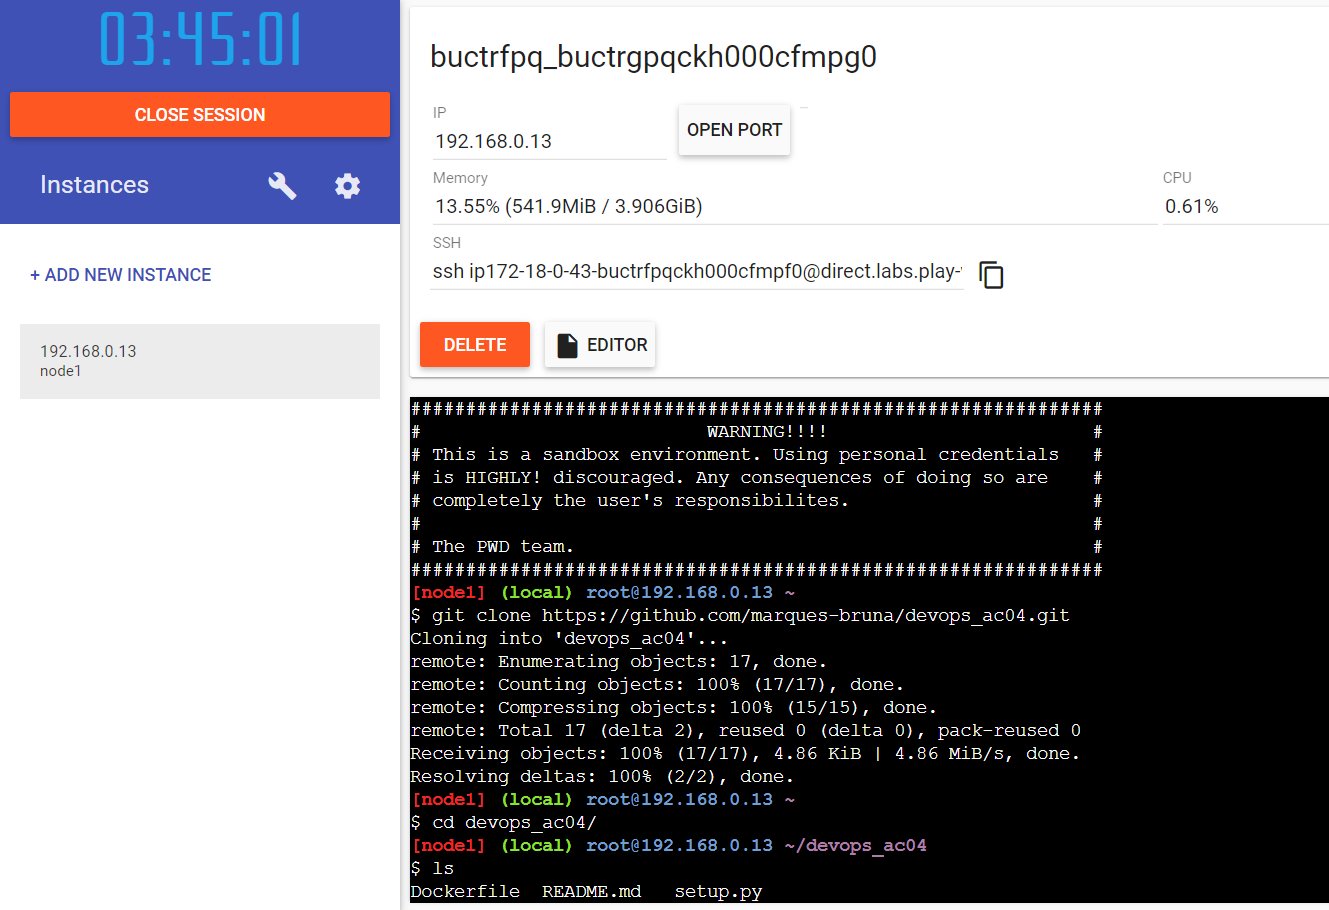 03:45:01
CLOSE SESSION
Instances
+ ADD NEW INSTANCE
192.168.0.13
node1
buctrfpq_buctrgpqckh000cfmpg0
IP
192.168.0.13
OPEN PORT
Memory
13.55% (541.9MiB / 3.906GiB)
CPU
0.61%
SSH
ssh ip172-18-0-43-buctrfpqckh000cfmpf0@direct.labs.play-
DELETE
EDITOR
###############################################################
#                          WARNING!!!!                        #
# This is a sandbox environment. Using personal credentials   #
# is HIGHLY! discouraged. Any consequences of doing so are    #
# completely the user's responsibilites.                      #
#                                                             #
# The PWD team.                                               #
###############################################################
[node1] (local) root@192.168.0.13 ~
$ git clone https://github.com/marques-bruna/devops_ac04.git
Cloning into 'devops_ac04'...
remote: Enumerating objects: 17, done.
remote: Counting objects: 100% (17/17), done.
remote: Compressing objects: 100% (15/15), done.
remote: Total 17 (delta 2), reused 0 (delta 0), pack-reused 0
Receiving objects: 100% (17/17), 4.86 KiB | 4.86 MiB/s, done.
Resolving deltas: 100% (2/2), done.
[node1] (local) root@192.168.0.13 ~
$ cd devops_ac04/
[node1] (local) root@192.168.0.13 ~/devops_ac04
$ ls
Dockerfile  README.md   setup.py